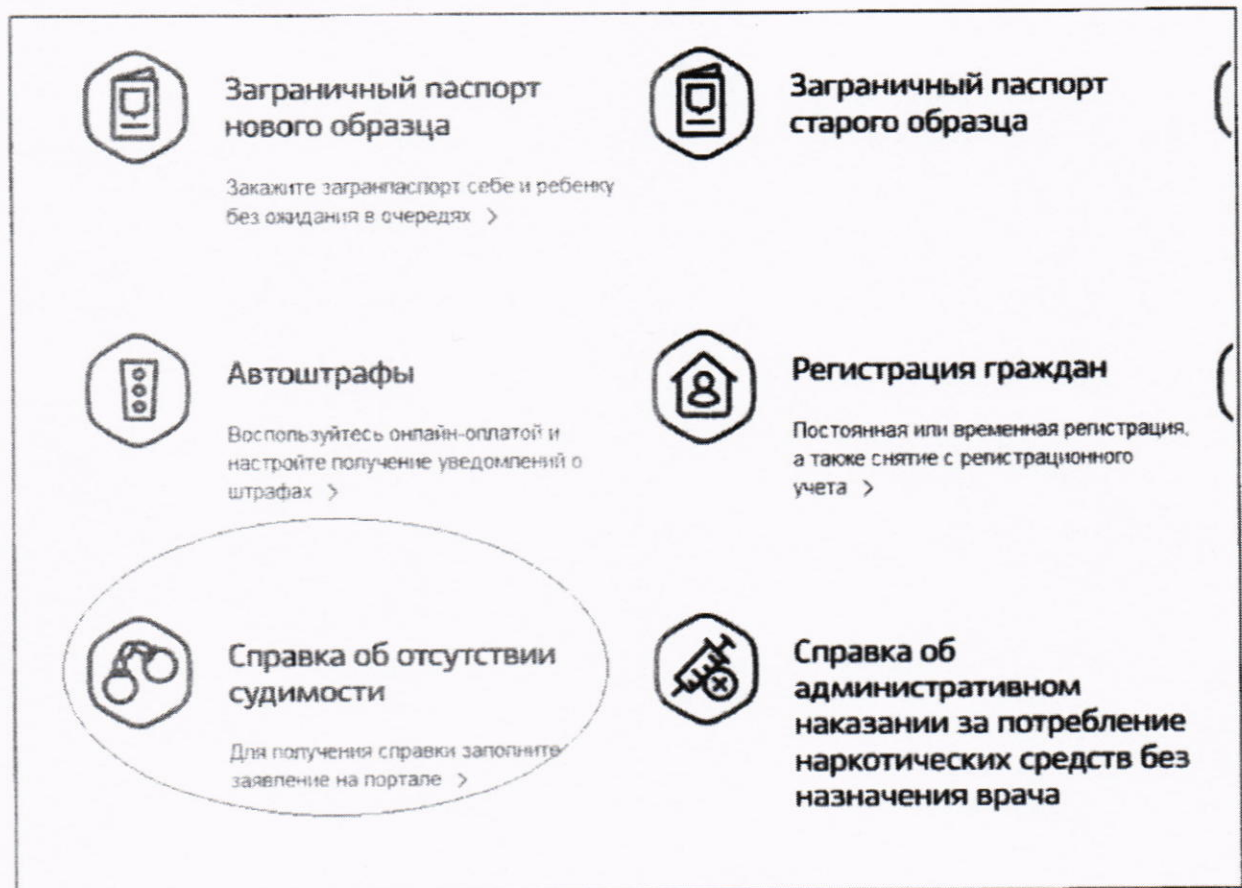 Заграничный паспорт
нового образца
Закажите загранпаспорт себе и ребенку
без ожидания в очередях >
Заграничный паспорт
старого образца
Автоштрафы
Воспользуйтесь онлайн-оплатой и
настройте получение уведомлений о
штрафах >
Регистрация граждан
Постоянная или временная регистрация,
а также снятие с регистрационного
учета >
Справка об отсутствии
судимости
Для получения справки заполните
заявление на портале >
Справка об
административном
наказании за потребление
наркотических средств без
назначения врача